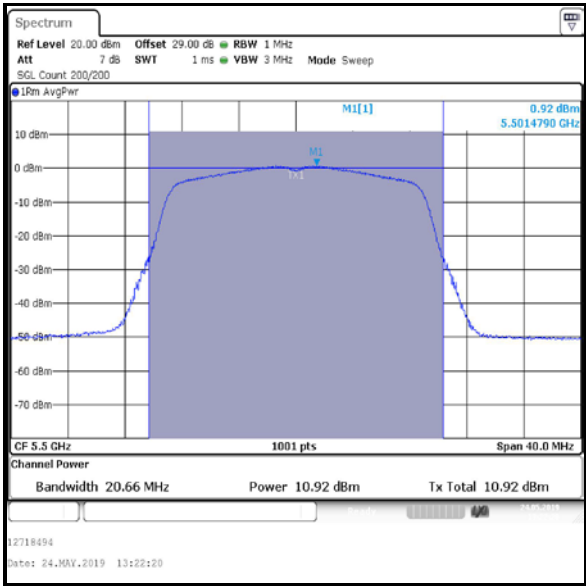 Spectrum
Ref Level 20.00 dBm Offset 29.00 dB RBW 1 MHz
Att 7 dB SWT 1 ms VBW 3 MHz Mode Sweep
SGL Count 200/200
1Rm AvgPwr
M1[1] 0.92 dBm
5.5014790 GHz
10 dBm
M1
0 dBm
Tx1
-10 dBm
-20 dBm
-30 dBm
-40 dBm
-50 dBm
-60 dBm
-70 dBm
CF 5.5 GHz 1001 pts Span 40.0 MHz
Channel Power
Bandwidth 20.66 MHz Power 10.92 dBm Tx Total 10.92 dBm
Ready 24.05.2019
12718494
Date: 24.MAY.2019 13:22:20